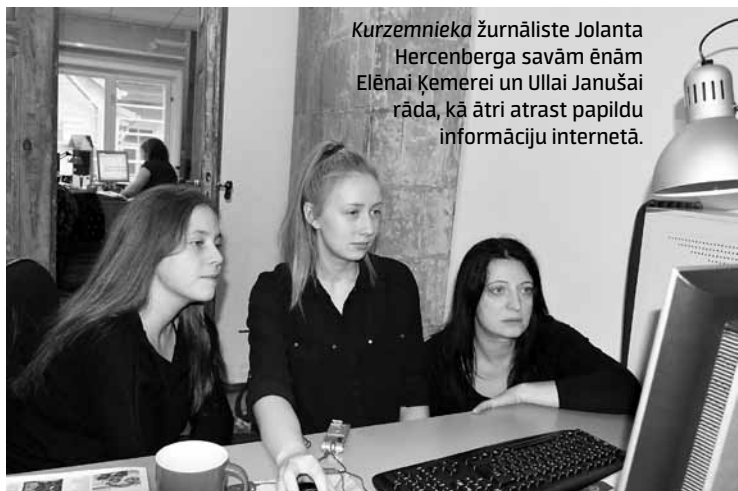 Kurzemnieka žurnāliste Jolanta
Hercenberga savām ēnām
Elēnai Ķemerei un Ullai Janušai
rāda, kā ātri atrast papildu
informāciju internetā.